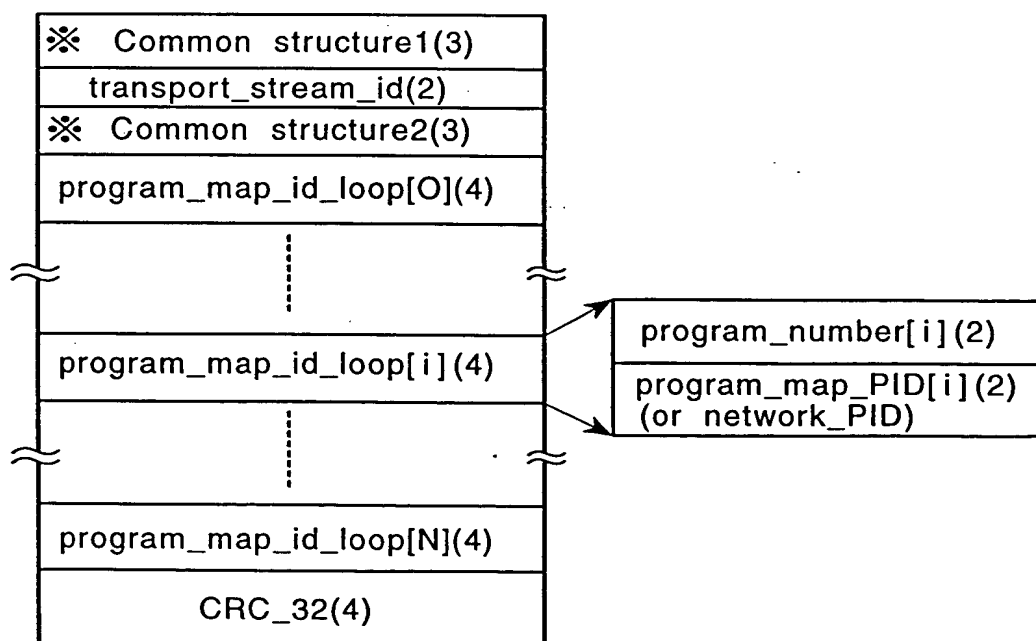 ※ Common structure1(3)
transport_stream_id(2)
※ Common structure2(3)
program_map_id_loop[O](4)
program_map_id_loop[i](4)
program_number[i](2)
program_map_PID[i](2)
(or network_PID)
program_map_id_loop[N](4)
CRC_32(4)